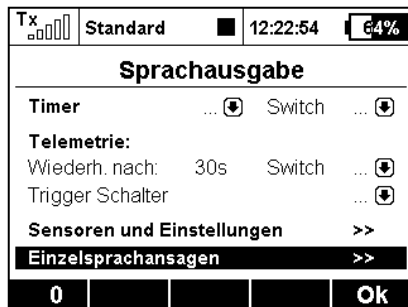 Tx Standard 12:22:54 64%
Sprachausgabe
Timer ... Switch ...
Telemetrie:
Wiederh. nach: 30s Switch ...
Trigger Schalter ...
Sensoren und Einstellungen >>
Einzelsprachansagen >>
0 Ok